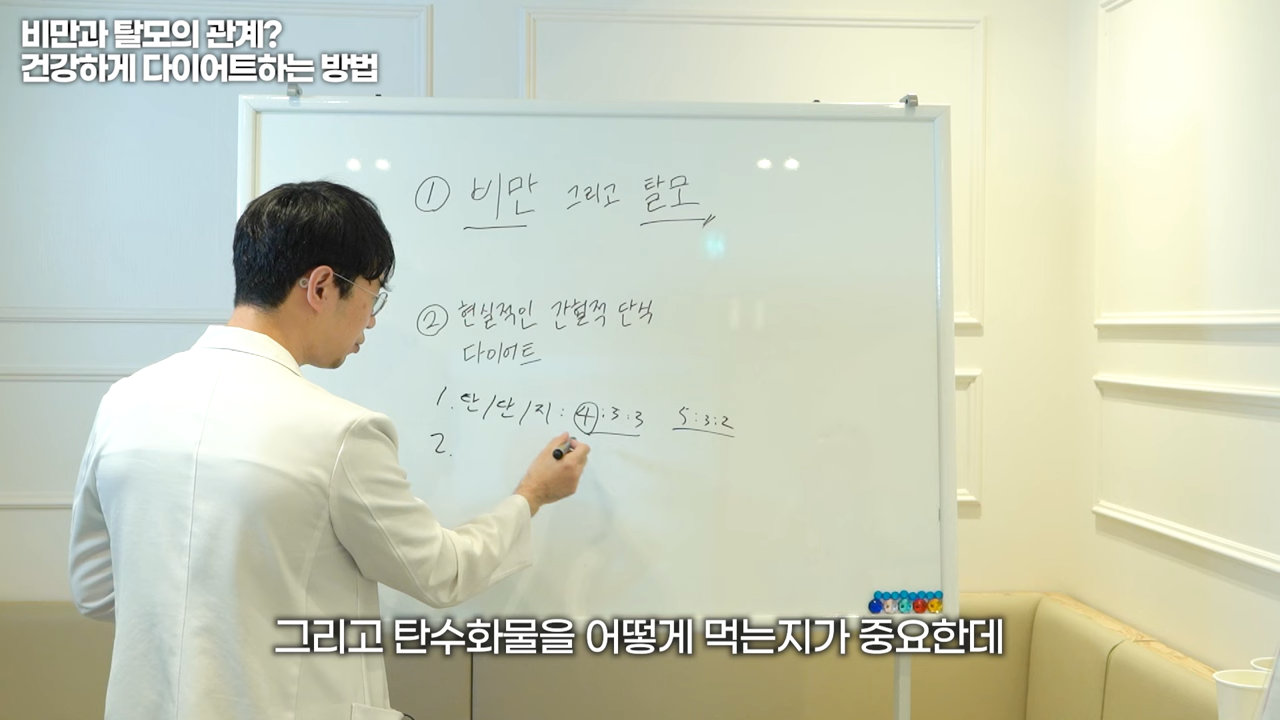 비만과 탈모의 관계?
건강하게 다이어트하는 방법
① 비만 그리고 탈모
② 현실적인 간헐적 단식
다이어트
1. 탄/단/지 : 4:3:3 5:3:2
2.
그리고 탄수화물을 어떻게 먹는지가 중요한데